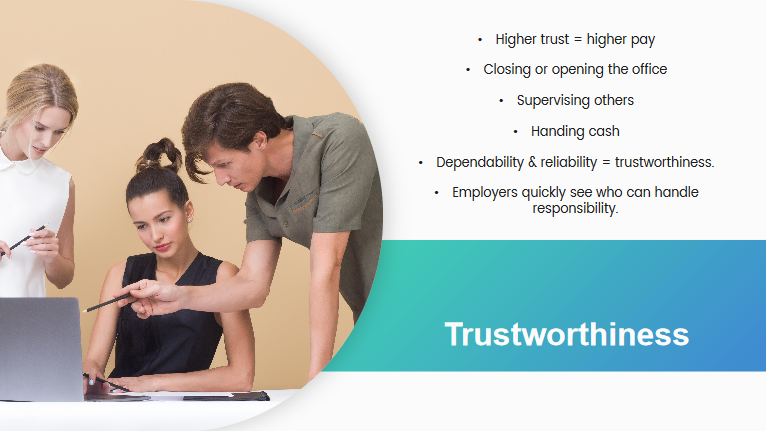 • Higher trust = higher pay
• Closing or opening the office
• Supervising others
• Handing cash
• Dependability & reliability = trustworthiness.
• Employers quickly see who can handle
responsibility.
Trustworthiness